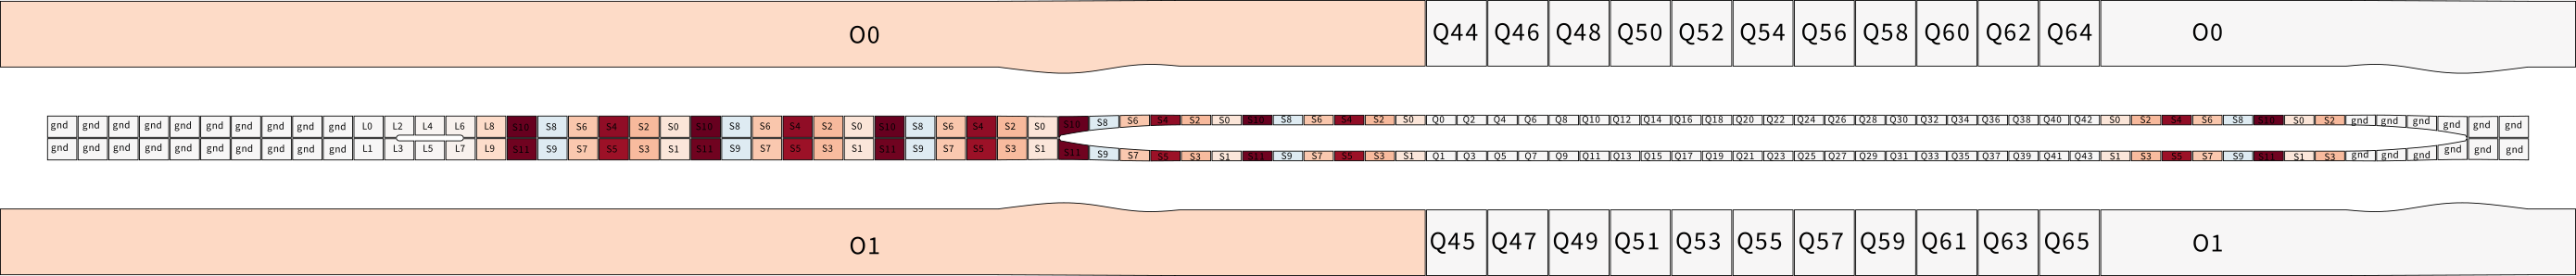 O0 Q44 Q46 Q48 Q50 Q52 Q54 Q56 Q58 Q60 Q62 Q64 O0
gnd gnd gnd gnd gnd gnd gnd gnd gnd gnd L0 L2 L4 L6 L8 S10 S8 S6 S4 S2 S0 S10 S8 S6 S4 S2 S0 S10 S8 S6 S4 S2 S0 S10 S8 S6 S4 S2 S0 S10 S8 S6 S4 S2 S0 Q0 Q2 Q4 Q6 Q8 Q10 Q12 Q14 Q16 Q18 Q20 Q22 Q24 Q26 Q28 Q30 Q32 Q34 Q36 Q38 Q40 Q42 S0 S2 S4 S6 S8 S10 S0 S2 gnd gnd gnd gnd gnd gnd
gnd gnd gnd gnd gnd gnd gnd gnd gnd gnd L1 L3 L5 L7 L9 S11 S9 S7 S5 S3 S1 S11 S9 S7 S5 S3 S1 S11 S9 S7 S5 S3 S1 S11 S9 S7 S5 S3 S1 S11 S9 S7 S5 S3 S1 Q1 Q3 Q5 Q7 Q9 Q11 Q13 Q15 Q17 Q19 Q21 Q23 Q25 Q27 Q29 Q31 Q33 Q35 Q37 Q39 Q41 Q43 S1 S3 S5 S7 S9 S11 S1 S3 gnd gnd gnd gnd gnd gnd
O1 Q45 Q47 Q49 Q51 Q53 Q55 Q57 Q59 Q61 Q63 Q65 O1